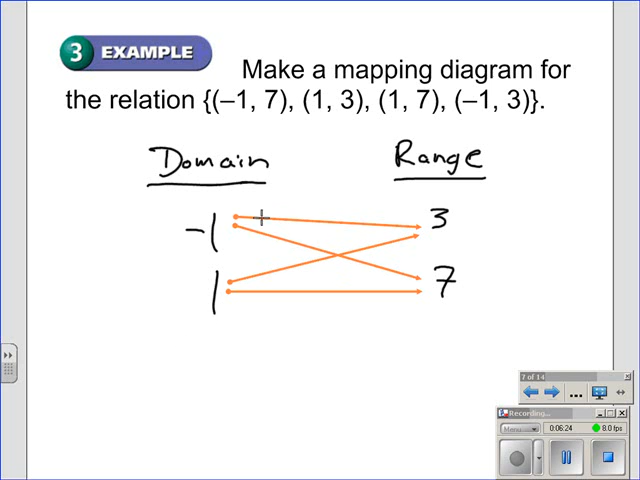 3 EXAMPLE
Make a mapping diagram for
the relation {(–1, 7), (1, 3), (1, 7), (–1, 3)}.
Domain Range
-1 3
1 7
7 of 14
Recording...
Menu
0:06:24 8.0 fps